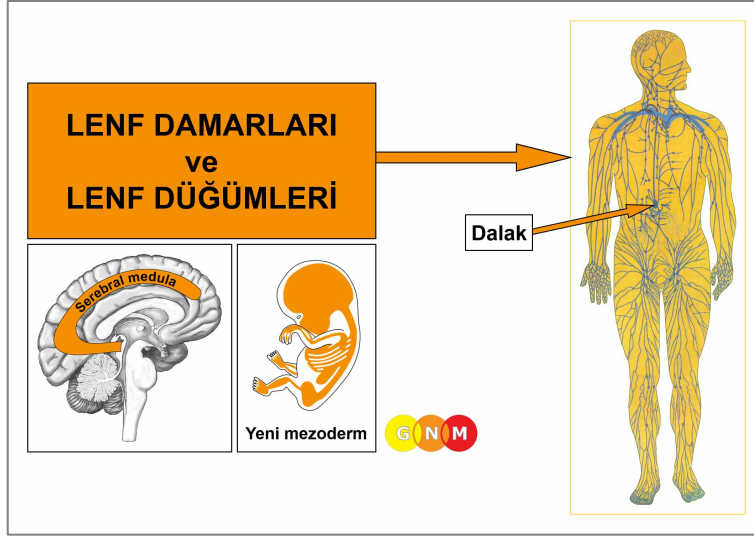 LENF DAMARLARI
ve
LENF DÜĞÜMLERİ
Dalak
Serebral medula
Yeni mezoderm
G N M